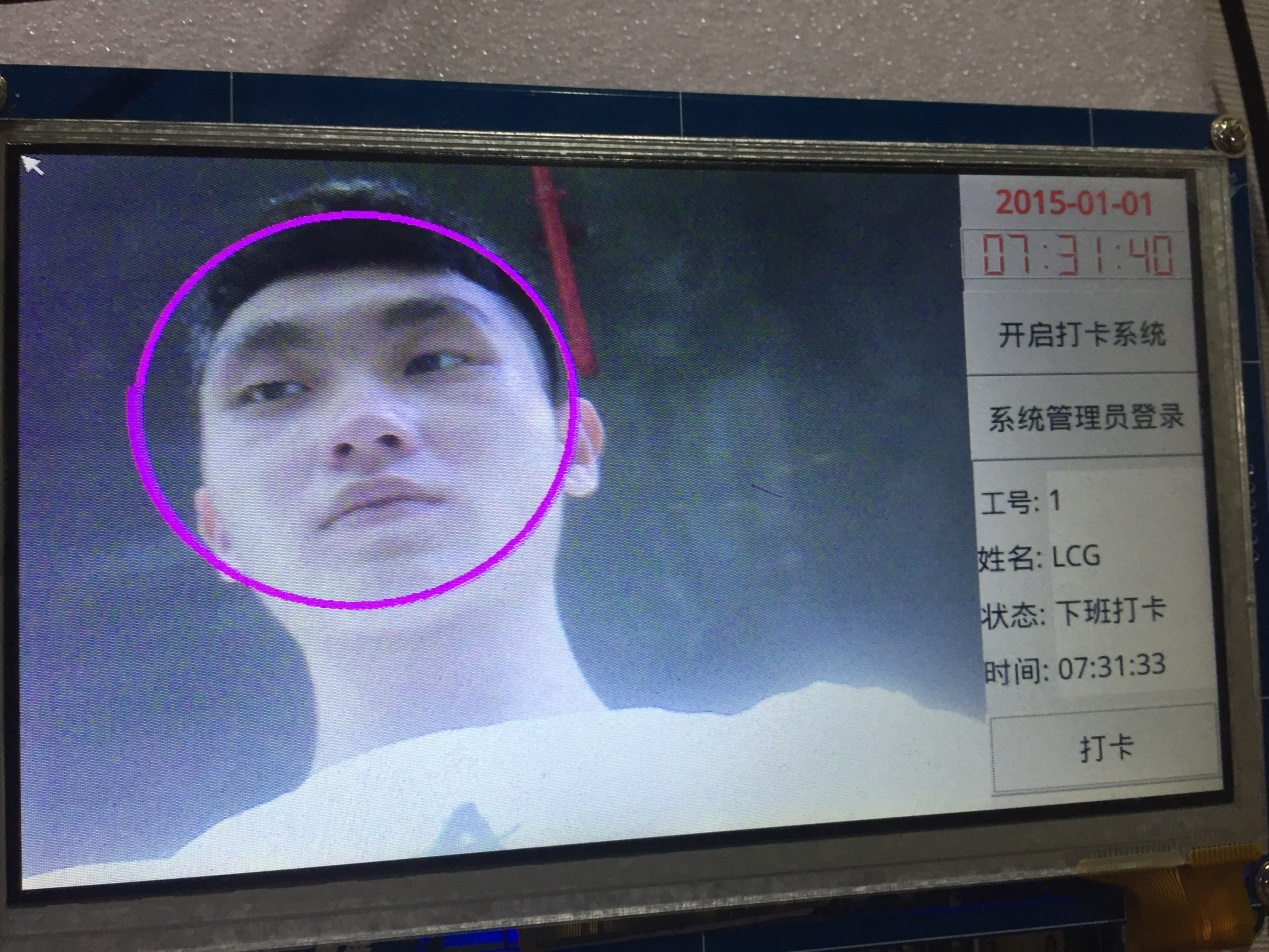 2015-01-01
07:31:40
开启打卡系统
系统管理员登录
工号: 1
姓名: LCG
状态: 下班打卡
时间: 07:31:33
打卡